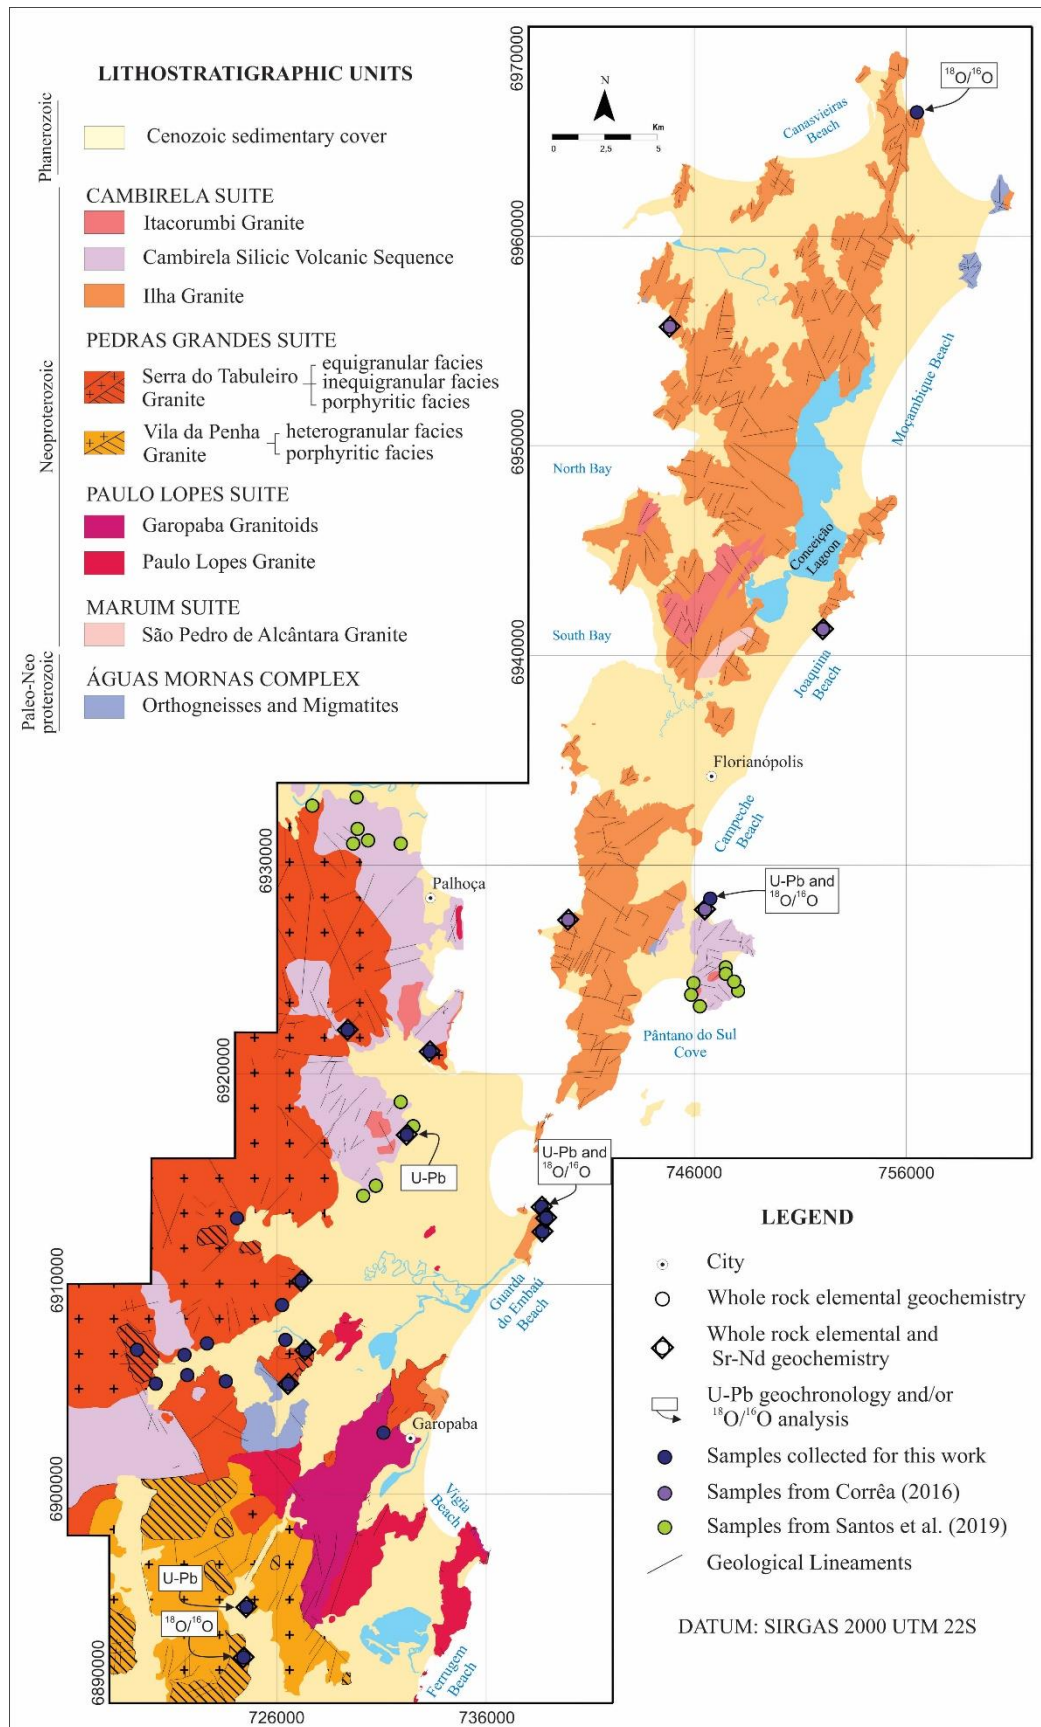 LITHOSTRATIGRAPHIC UNITS
Phanerozoic
Cenozoic sedimentary cover
Neoproterozoic
CAMBIRELA SUITE
Itacorumbi Granite
Cambirela Silicic Volcanic Sequence
Ilha Granite
PEDRAS GRANDES SUITE
Serra do Tabuleiro
Granite
equigranular facies
inequigranular facies
porphyritic facies
Vila da Penha
Granite
heterogranular facies
porphyritic facies
PAULO LOPES SUITE
Garopaba Granitoids
Paulo Lopes Granite
MARUIM SUITE
São Pedro de Alcântara Granite
Paleo-Neo
proterozoic
ÁGUAS MORNAS COMPLEX
Orthogneisses and Migmatites
N
Km
0
2,5
5
6970000
6960000
6950000
6940000
6930000
6920000
6910000
6900000
6890000
¹⁸O/¹⁶O
Canasvieiras
Beach
Moçambique Beach
North Bay
Conceição
Lagoon
South Bay
Joaquina
Beach
Florianópolis
Campeche
Beach
U-Pb and
¹⁸O/¹⁶O
Palhoça
Pântano do Sul
Cove
U-Pb
U-Pb and
¹⁸O/¹⁶O
746000
756000
Guarda
do Embaú
Beach
Garopaba
Vigia
Beach
U-Pb
¹⁸O/¹⁶O
Ferrugem
Beach
726000
736000
LEGEND
City
Whole rock elemental geochemistry
Whole rock elemental and
Sr-Nd geochemistry
U-Pb geochronology and/or
¹⁸O/¹⁶O analysis
Samples collected for this work
Samples from Corrêa (2016)
Samples from Santos et al. (2019)
Geological Lineaments
DATUM: SIRGAS 2000 UTM 22S